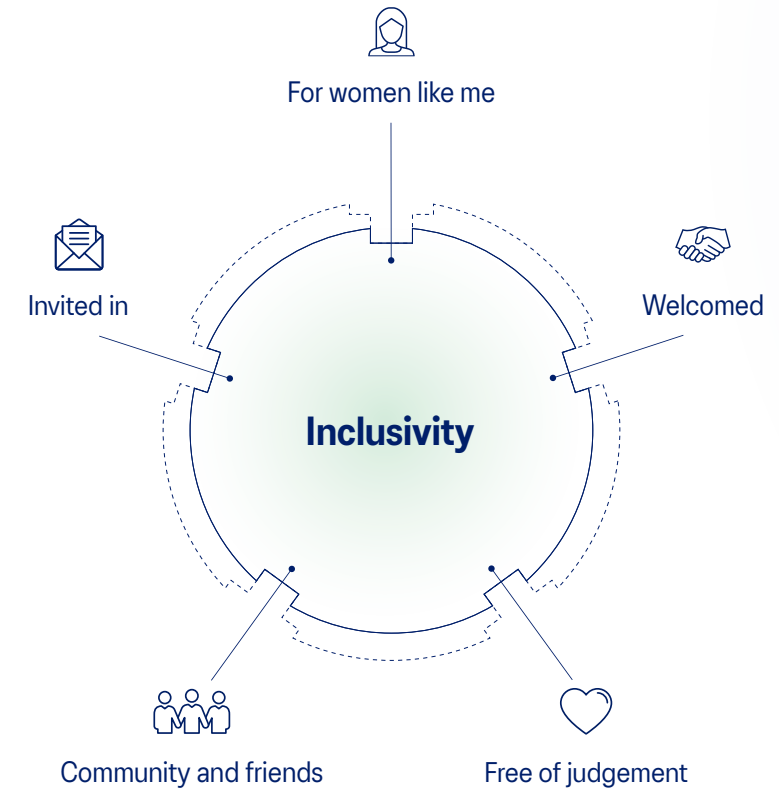 For women like me
Invited in
Welcomed
Inclusivity
Community and friends
Free of judgement